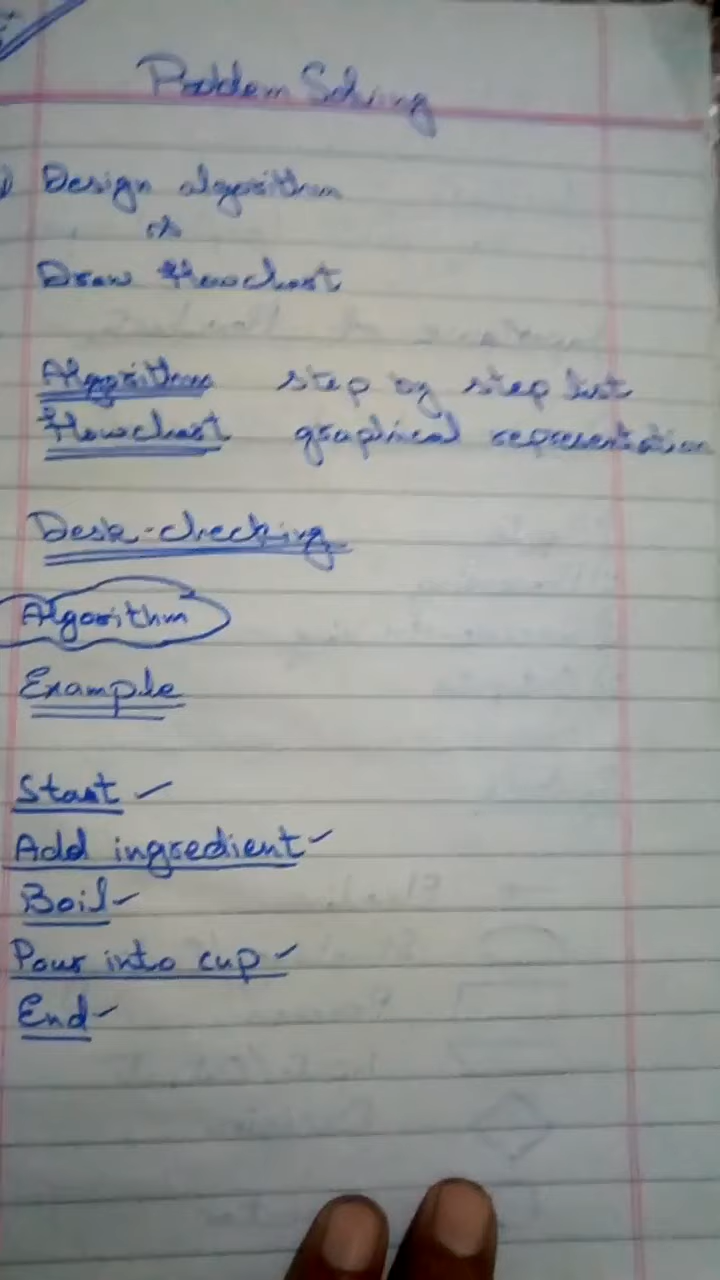 Problem Solving
Design algorithm
or
Draw flowchart
Algorithm step by step list
Flowchart graphical representation
Desk-checking
Algorithm
Example
Start
Add ingredient
Boil
Pour into cup
End